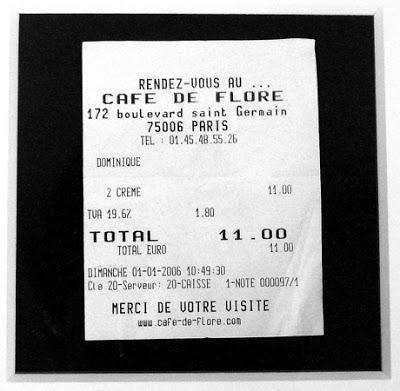 RENDEZ-VOUS AU ...
CAFE DE FLORE
172 boulevard saint Germain
75006 PARIS
TEL : 01.45.48.55.26
DOMINIQUE
2 CREME 11.00
TVA 19.6% 1.80
TOTAL 11.00
TOTAL EURO 11.00
DIMANCHE 01-01-2006 10:49:30
Cle 20-Serveur: 20-CAISSE 1-NOTE 000097/1
MERCI DE VOTRE VISITE
www.cafe-de-flore.com